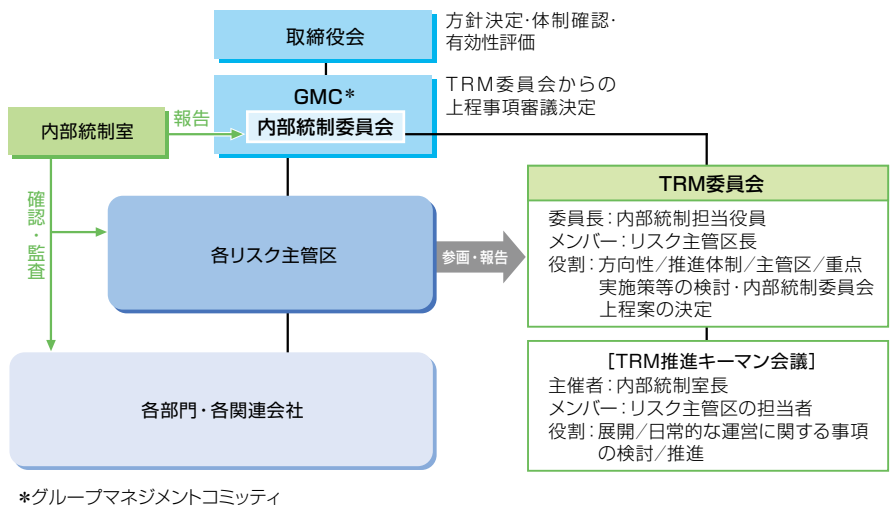 取締役会
方針決定・体制確認・
有効性評価
GMC*
内部統制委員会
TRM委員会からの
上程事項審議決定
内部統制室
報告
確認・監査
各リスク主管区
参画・報告
各部門・各関連会社
TRM委員会
委員長:内部統制担当役員
メンバー:リスク主管区長
役割:方向性/推進体制/主管区/重点
実施策等の検討・内部統制委員会
上程案の決定
[TRM推進キーマン会議]
主催者:内部統制室長
メンバー:リスク主管区の担当者
役割:展開/日常的な運営に関する事項
の検討/推進
*グループマネジメントコミッティ